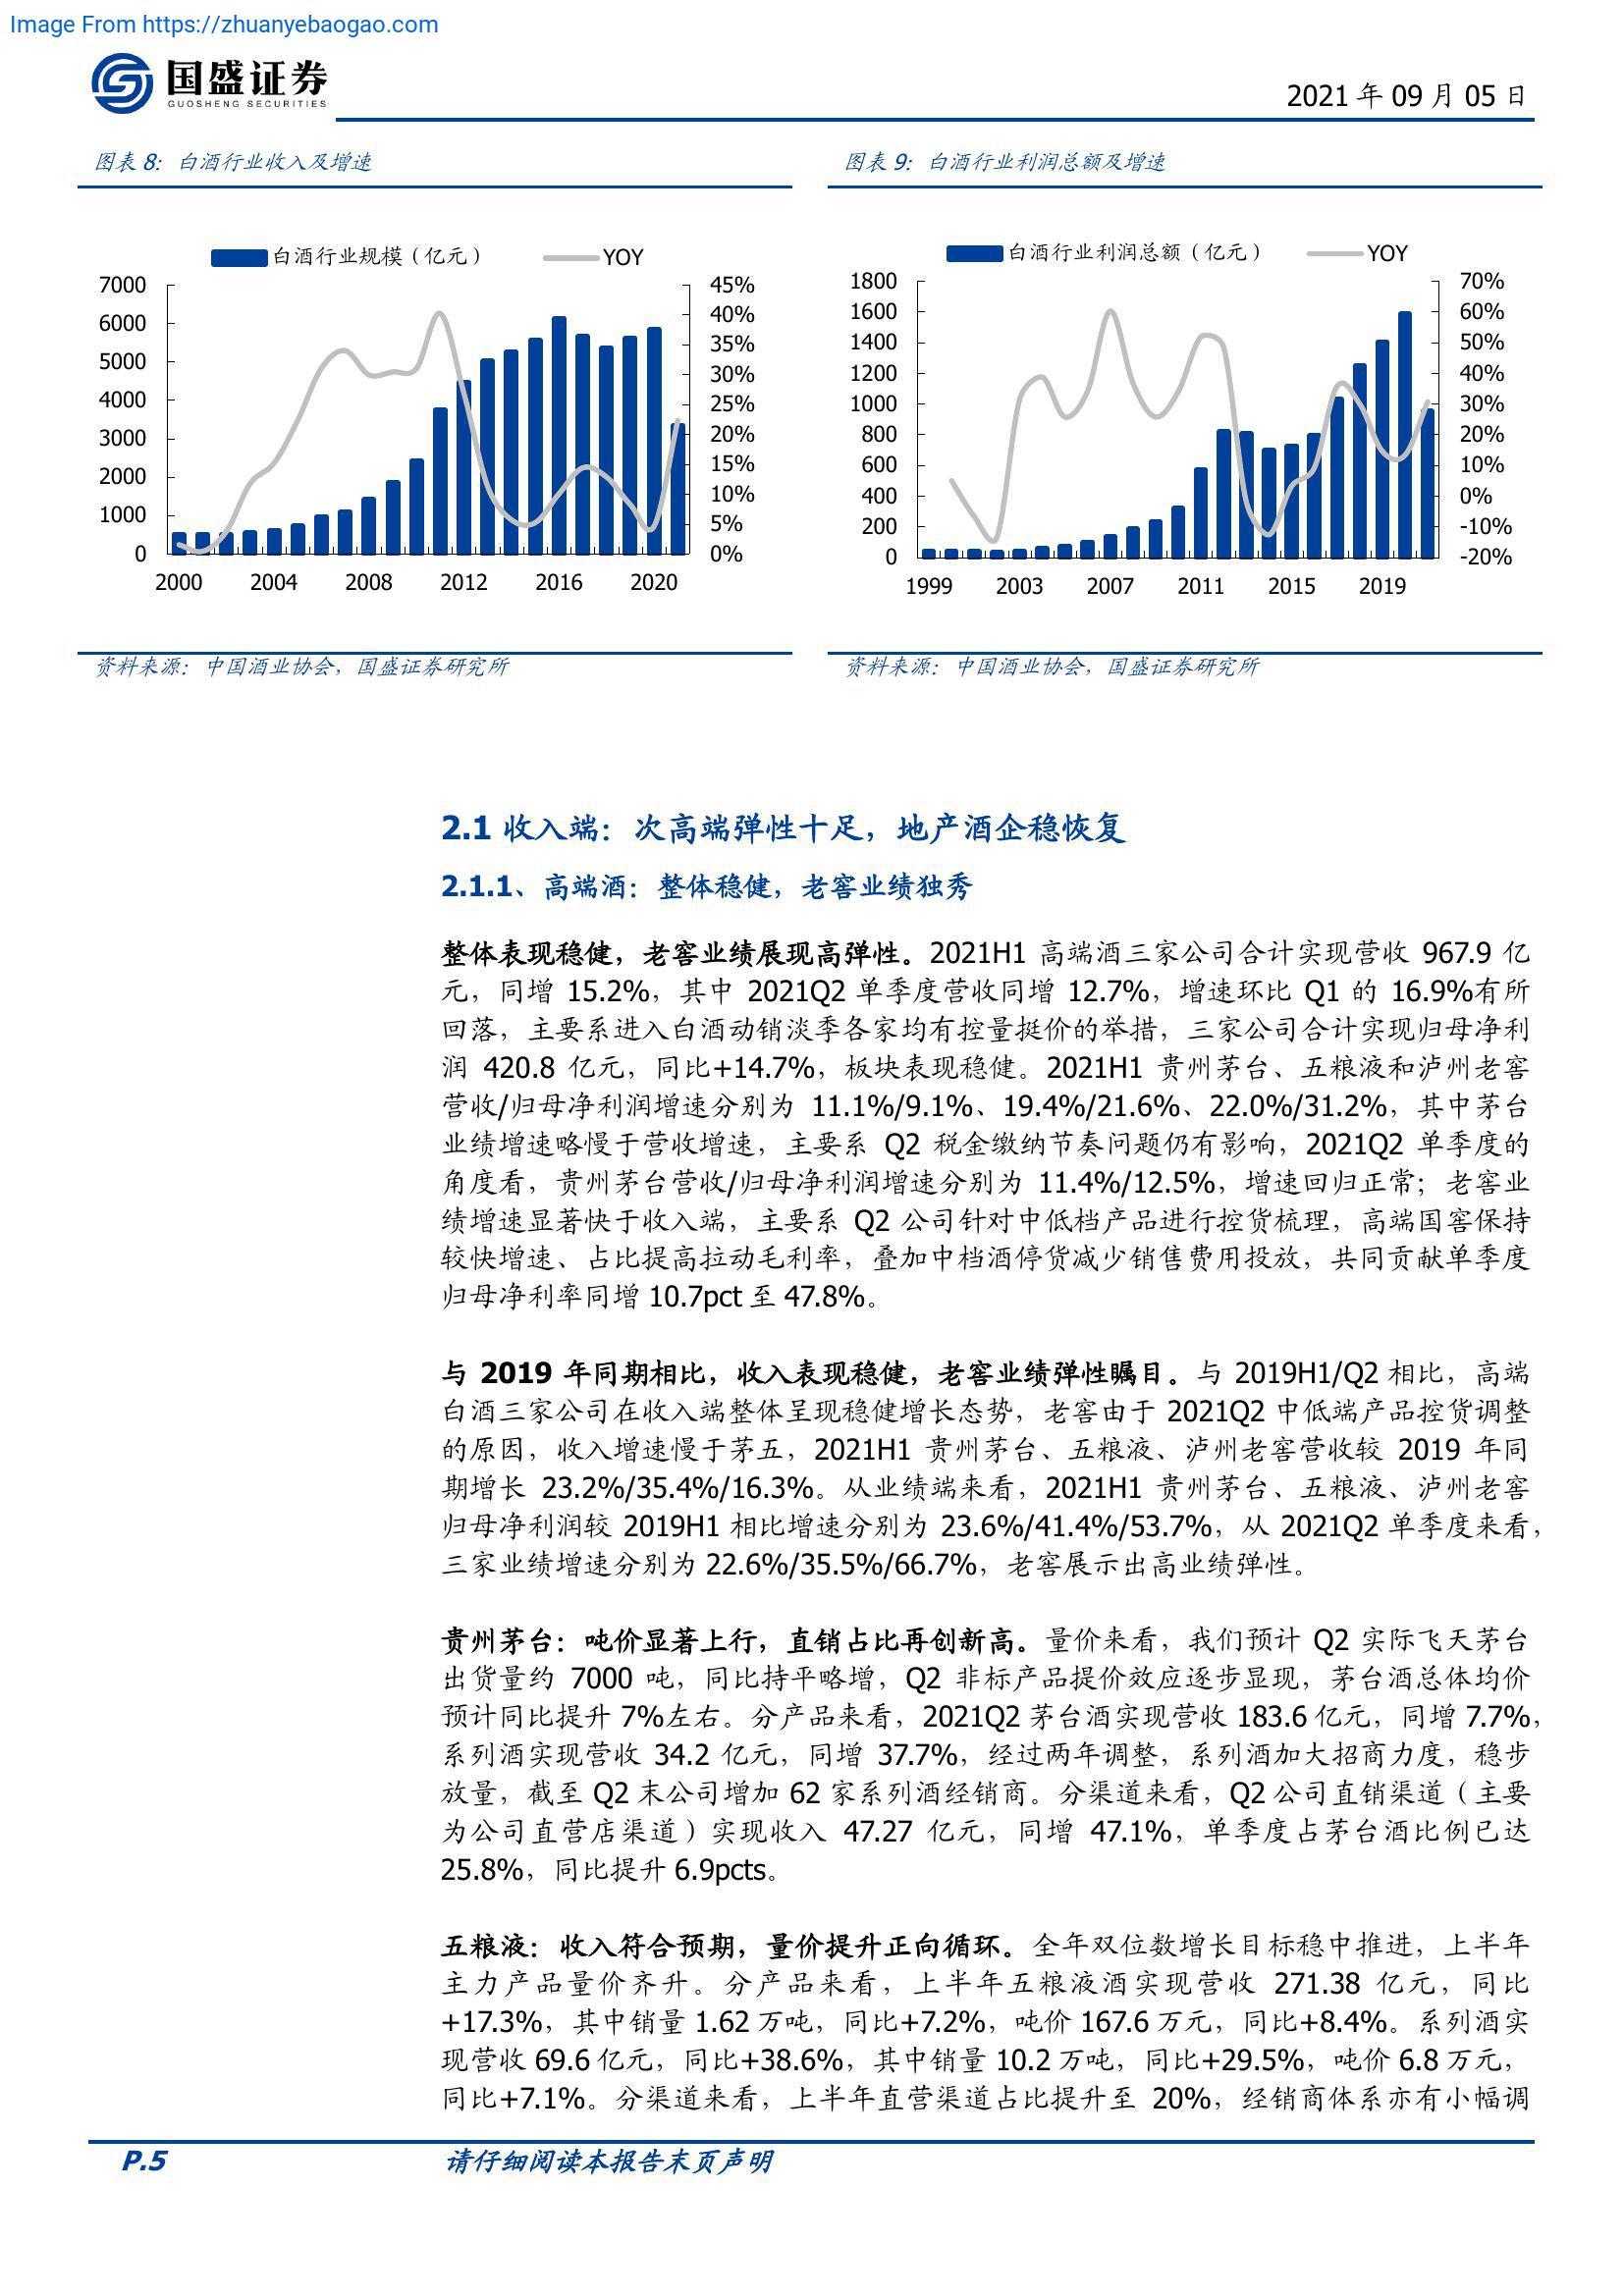 Image From https://zhuanyebaogao.com
国盛证券
GUOSHENG SECURITIES
2021 年 09 月 05 日
图表 8：白酒行业收入及增速
白酒行业规模（亿元）
YOY
7000
6000
5000
4000
3000
2000
1000
0
45%
40%
35%
30%
25%
20%
15%
10%
5%
0%
2000 2004 2008 2012 2016 2020
资料来源：中国酒业协会，国盛证券研究所
图表 9：白酒行业利润总额及增速
白酒行业利润总额（亿元）
YOY
1800
1600
1400
1200
1000
800
600
400
200
0
70%
60%
50%
40%
30%
20%
10%
0%
-10%
-20%
1999 2003 2007 2011 2015 2019
资料来源：中国酒业协会，国盛证券研究所
2.1 收入端：次高端弹性十足，地产酒企稳恢复
2.1.1、高端酒：整体稳健，老窖业绩独秀
整体表现稳健，老窖业绩展现高弹性。2021H1 高端酒三家公司合计实现营收 967.9 亿
元，同增 15.2%，其中 2021Q2 单季度营收同增 12.7%，增速环比 Q1 的 16.9%有所
回落，主要系进入白酒动销淡季各家均有控量挺价的举措，三家公司合计实现归母净利
润 420.8 亿元，同比+14.7%，板块表现稳健。2021H1 贵州茅台、五粮液和泸州老窖
营收/归母净利润增速分别为 11.1%/9.1%、19.4%/21.6%、22.0%/31.2%，其中茅台
业绩增速略慢于营收增速，主要系 Q2 税金缴纳节奏问题仍有影响，2021Q2 单季度的
角度看，贵州茅台营收/归母净利润增速分别为 11.4%/12.5%，增速回归正常；老窖业
绩增速显著快于收入端，主要系 Q2 公司针对中低档产品进行控货梳理，高端国窖保持
较快增速、占比提高拉动毛利率，叠加中档酒停货减少销售费用投放，共同贡献单季度
归母净利率同增 10.7pct 至 47.8%。
与 2019 年同期相比，收入表现稳健，老窖业绩弹性瞩目。与 2019H1/Q2 相比，高端
白酒三家公司在收入端整体呈现稳健增长态势，老窖由于 2021Q2 中低端产品控货调整
的原因，收入增速慢于茅五，2021H1 贵州茅台、五粮液、泸州老窖营收较 2019 年同
期增长 23.2%/35.4%/16.3%。从业绩端来看，2021H1 贵州茅台、五粮液、泸州老窖
归母净利润较 2019H1 相比增速分别为 23.6%/41.4%/53.7%，从 2021Q2 单季度来看，
三家业绩增速分别为 22.6%/35.5%/66.7%，老窖展示出高业绩弹性。
贵州茅台：吨价显著上行，直销占比再创新高。量价来看，我们预计 Q2 实际飞天茅台
出货量约 7000 吨，同比持平略增，Q2 非标产品提价效应逐步显现，茅台酒总体均价
预计同比提升 7%左右。分产品来看，2021Q2 茅台酒实现营收 183.6 亿元，同增 7.7%，
系列酒实现营收 34.2 亿元，同增 37.7%，经过两年调整，系列酒加大招商力度，稳步
放量，截至 Q2 末公司增加 62 家系列酒经销商。分渠道来看，Q2 公司直销渠道（主要
为公司直营店渠道）实现收入 47.27 亿元，同增 47.1%，单季度占茅台酒比例已达
25.8%，同比提升 6.9pcts。
五粮液：收入符合预期，量价提升正向循环。全年双位数增长目标稳中推进，上半年
主力产品量价齐升。分产品来看，上半年五粮液酒实现营收 271.38 亿元，同比
+17.3%，其中销量 1.62 万吨，同比+7.2%，吨价 167.6 万元，同比+8.4%。系列酒实
现营收 69.6 亿元，同比+38.6%，其中销量 10.2 万吨，同比+29.5%，吨价 6.8 万元，
同比+7.1%。分渠道来看，上半年直营渠道占比提升至 20%，经销商体系亦有小幅调
P.5
请仔细阅读本报告末页声明